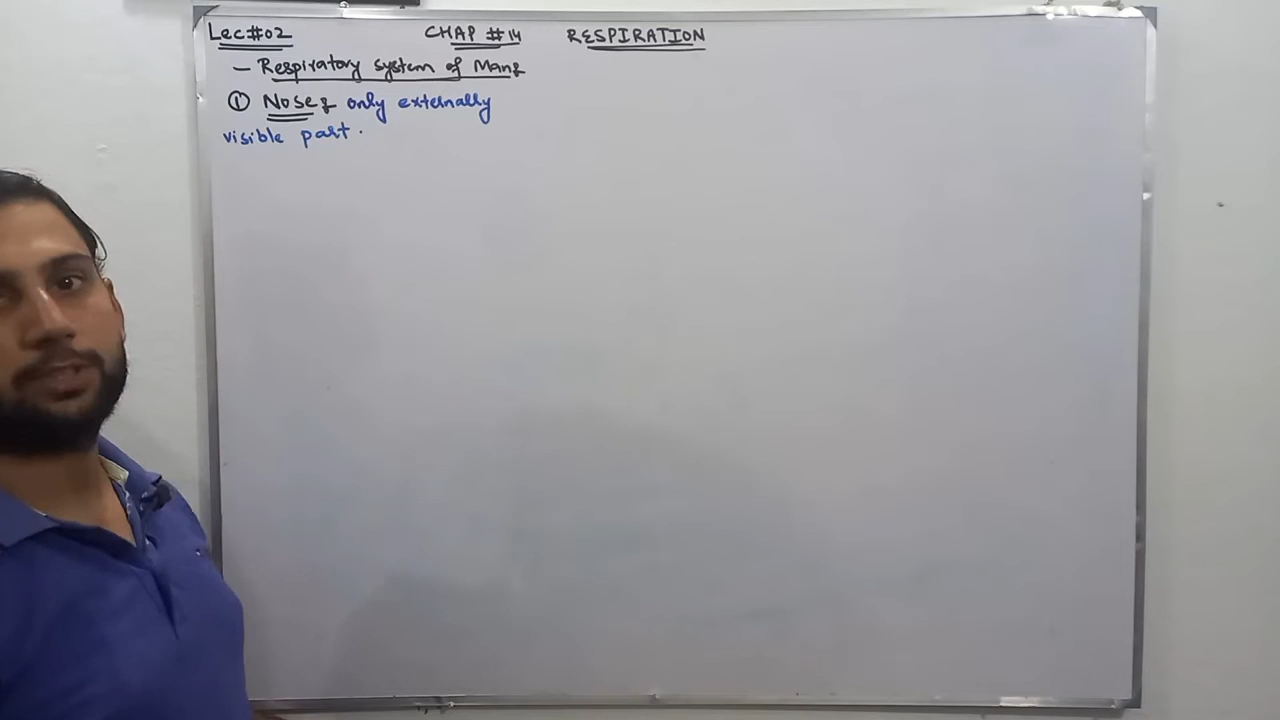 Lec#02 CHAP #14 RESPIRATION
- Respiratory system of Man:
① Nose: only externally
visible part.